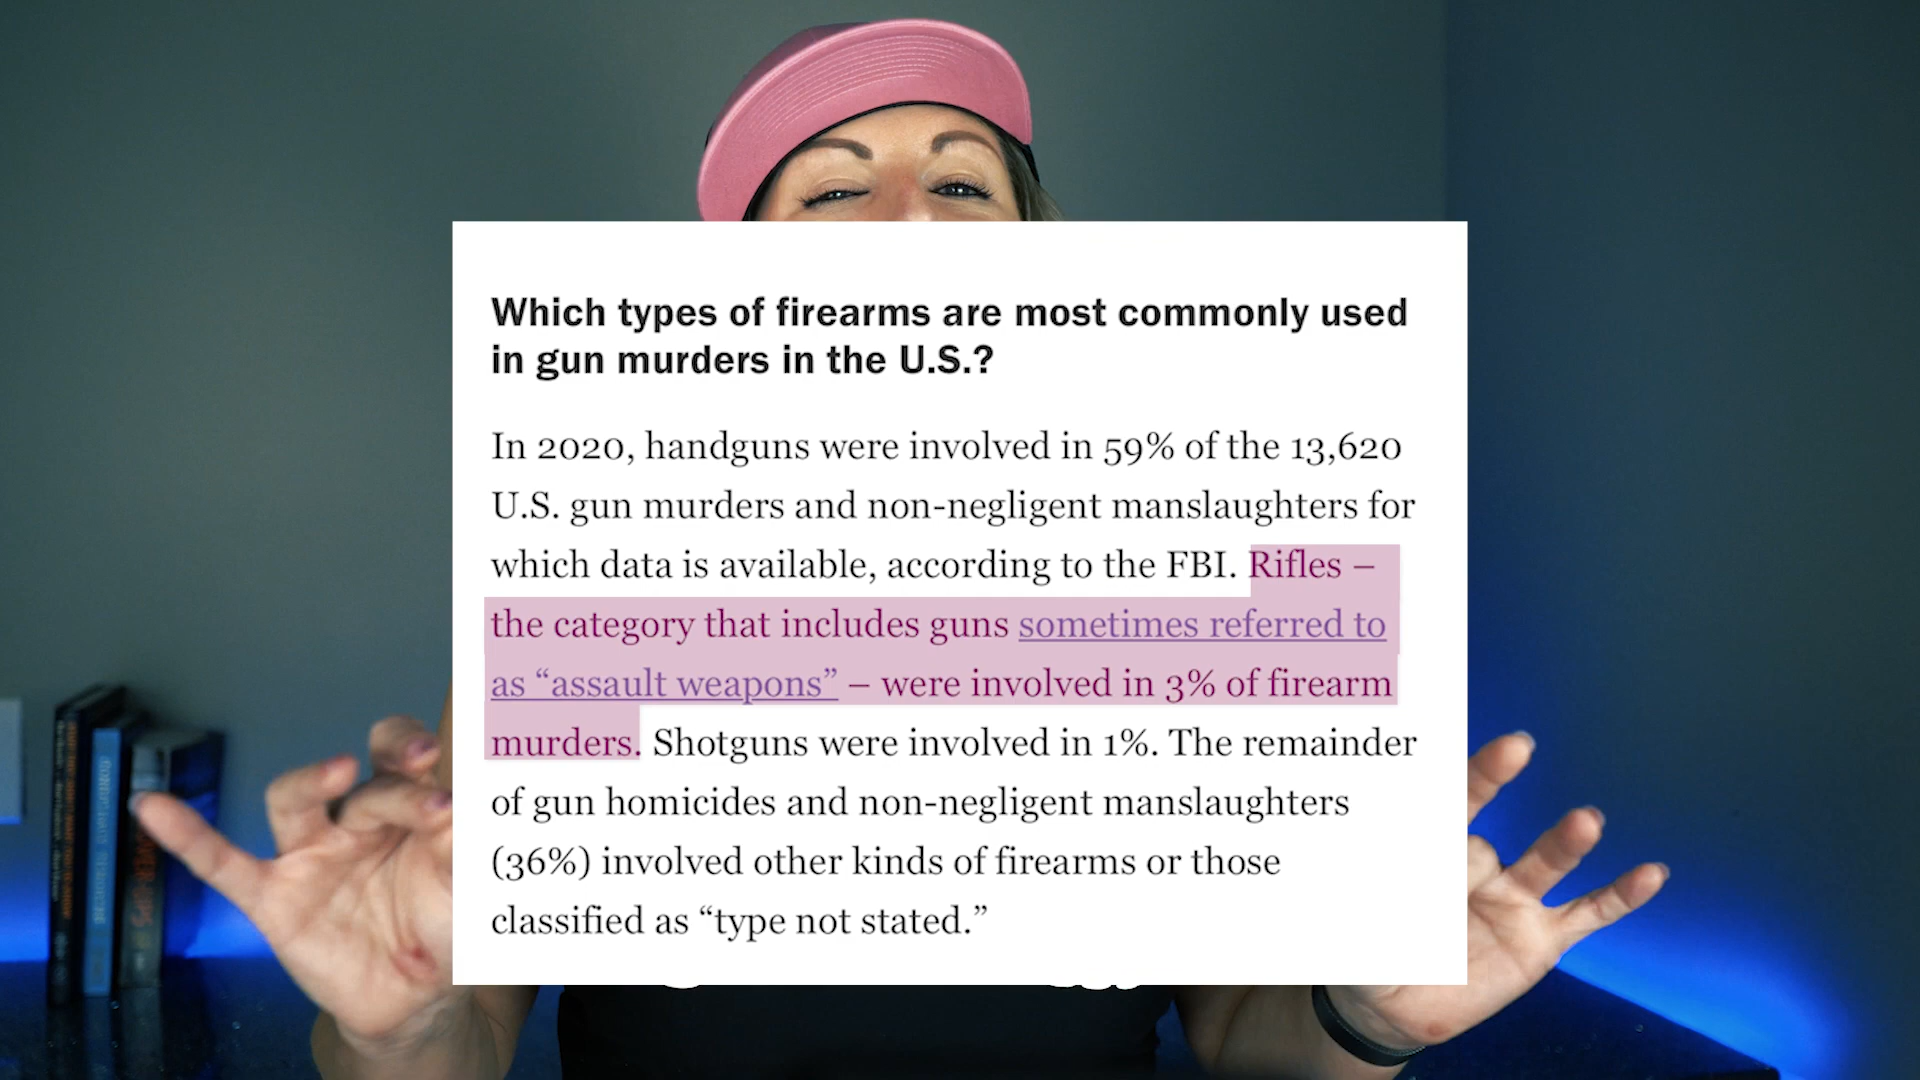 Which types of firearms are most commonly used
in gun murders in the U.S.?
In 2020, handguns were involved in 59% of the 13,620
U.S. gun murders and non-negligent manslaughters for
which data is available, according to the FBI. Rifles –
the category that includes guns sometimes referred to
as “assault weapons” – were involved in 3% of firearm
murders. Shotguns were involved in 1%. The remainder
of gun homicides and non-negligent manslaughters
(36%) involved other kinds of firearms or those
classified as “type not stated.”